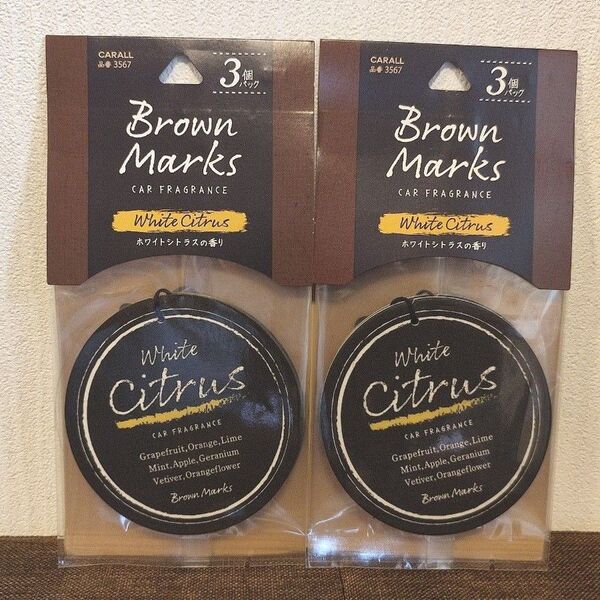 CARALL
品番 3567
3個
パック
Brown
Marks
CAR FRAGRANCE
White Citrus
ホワイトシトラスの香り
White
Citrus
CAR FRAGRANCE
Grapefruit,Orange,Lime
Mint,Apple,Geranium
Vetiver,Orangeflower
Brown Marks
CARALL
品番 3567
3個
パック
Brown
Marks
CAR FRAGRANCE
White Citrus
ホワイトシトラスの香り
White
Citrus
CAR FRAGRANCE
Grapefruit,Orange,Lime
Mint,Apple,Geranium
Vetiver,Orangeflower
Brown Marks